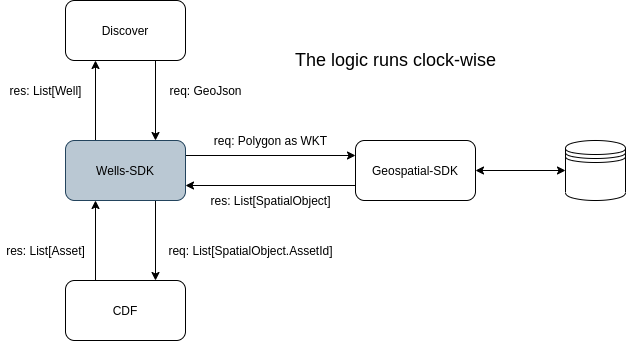 Discover
The logic runs clock-wise
res: List[Well]
req: GeoJson
req: Polygon as WKT
Wells-SDK
Geospatial-SDK
res: List[SpatialObject]
res: List[Asset]
req: List[SpatialObject.AssetId]
CDF